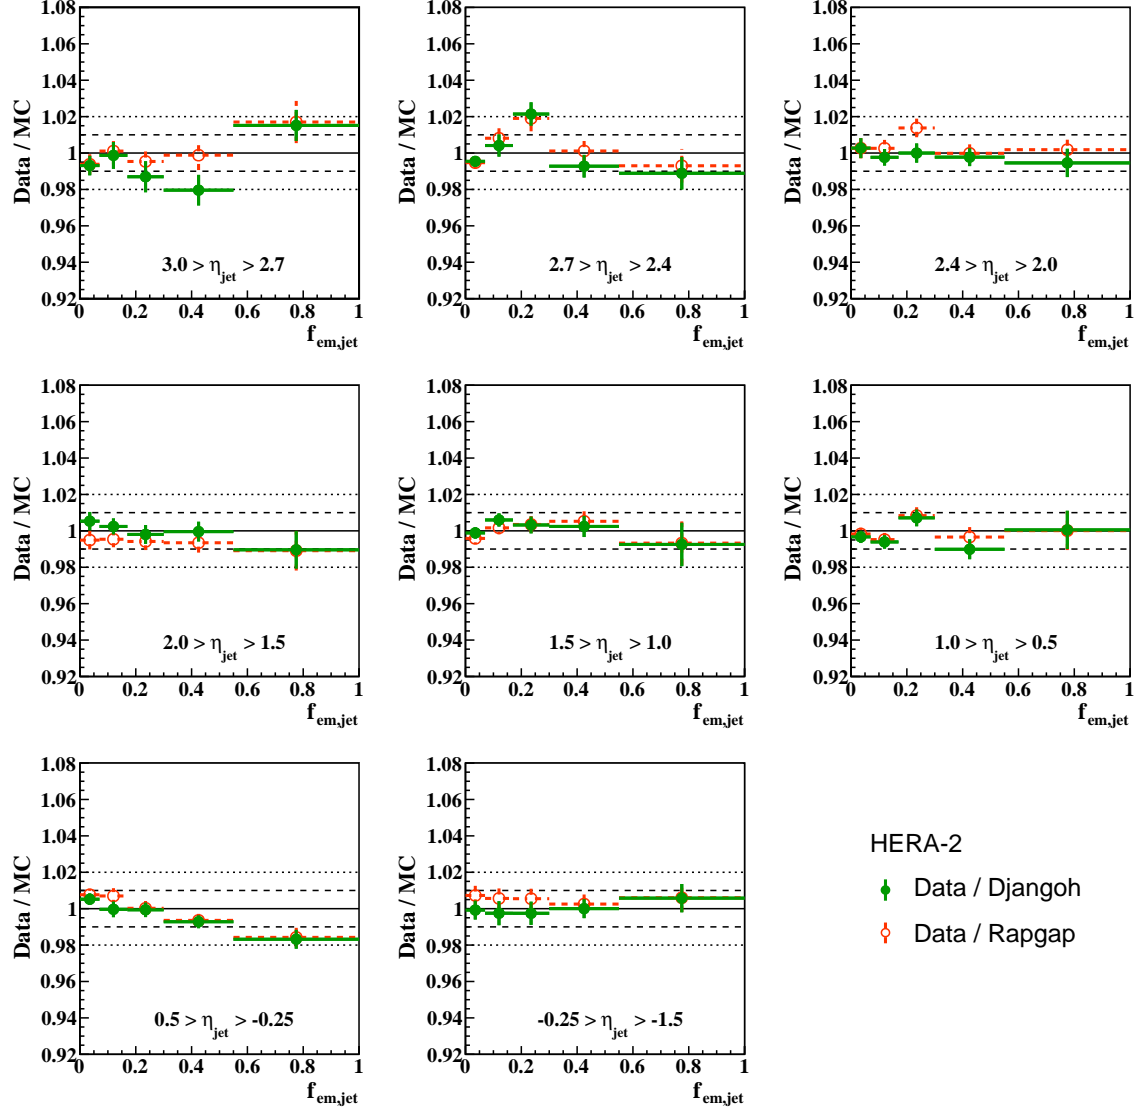 Data / MC
1.08
1.06
1.04
1.02
1
0.98
0.96
0.94
0.92
3.0 > η_jet > 2.7
0 0.2 0.4 0.6 0.8 1
f_em,jet
Data / MC
1.08
1.06
1.04
1.02
1
0.98
0.96
0.94
0.92
2.7 > η_jet > 2.4
0 0.2 0.4 0.6 0.8 1
f_em,jet
Data / MC
1.08
1.06
1.04
1.02
1
0.98
0.96
0.94
0.92
2.4 > η_jet > 2.0
0 0.2 0.4 0.6 0.8 1
f_em,jet
Data / MC
1.08
1.06
1.04
1.02
1
0.98
0.96
0.94
0.92
2.0 > η_jet > 1.5
0 0.2 0.4 0.6 0.8 1
f_em,jet
Data / MC
1.08
1.06
1.04
1.02
1
0.98
0.96
0.94
0.92
1.5 > η_jet > 1.0
0 0.2 0.4 0.6 0.8 1
f_em,jet
Data / MC
1.08
1.06
1.04
1.02
1
0.98
0.96
0.94
0.92
1.0 > η_jet > 0.5
0 0.2 0.4 0.6 0.8 1
f_em,jet
Data / MC
1.08
1.06
1.04
1.02
1
0.98
0.96
0.94
0.92
0.5 > η_jet > -0.25
0 0.2 0.4 0.6 0.8 1
f_em,jet
Data / MC
1.08
1.06
1.04
1.02
1
0.98
0.96
0.94
0.92
-0.25 > η_jet > -1.5
0 0.2 0.4 0.6 0.8 1
f_em,jet
HERA-2
Data / Djangoh
Data / Rapgap